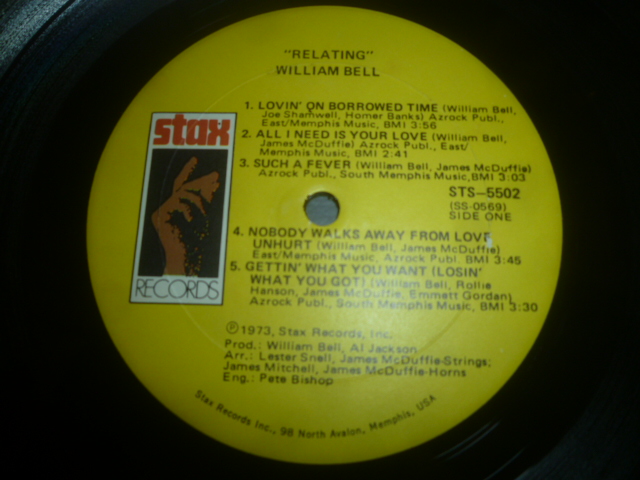 "RELATING"
WILLIAM BELL
1. LOVIN' ON BORROWED TIME (William Bell,
Joe Shamwell, Homer Banks) Azrock Publ.,
East/Memphis Music, BMI 3:56
2. ALL I NEED IS YOUR LOVE (William Bell,
James McDuffie) Azrock Publ., East/
Memphis Music, BMI 2:41
3. SUCH A FEVER (William Bell, James McDuffie)
Azrock Publ., South Memphis Music, BMI 3:03
stax
RECORDS
STS-5502
(SS-0569)
SIDE ONE
4. NOBODY WALKS AWAY FROM LOVE
UNHURT (William Bell, James McDuffie)
East/Memphis Music, Azrock Publ. BMI 3:45
5. GETTIN' WHAT YOU WANT (LOSIN'
WHAT YOU GOT) (William Bell, Rollie
Hanson, James McDuffie, Emmett Gordan)
Azrock Publ., South Memphis Music, BMI 3:30
℗1973, Stax Records, Inc.
Prod.: William Bell, Al Jackson
Arr.: Lester Snell, James McDuffie-Strings;
James Mitchell, James McDuffie-Horns
Eng.: Pete Bishop
Stax Records Inc., 98 North Avalon, Memphis, USA